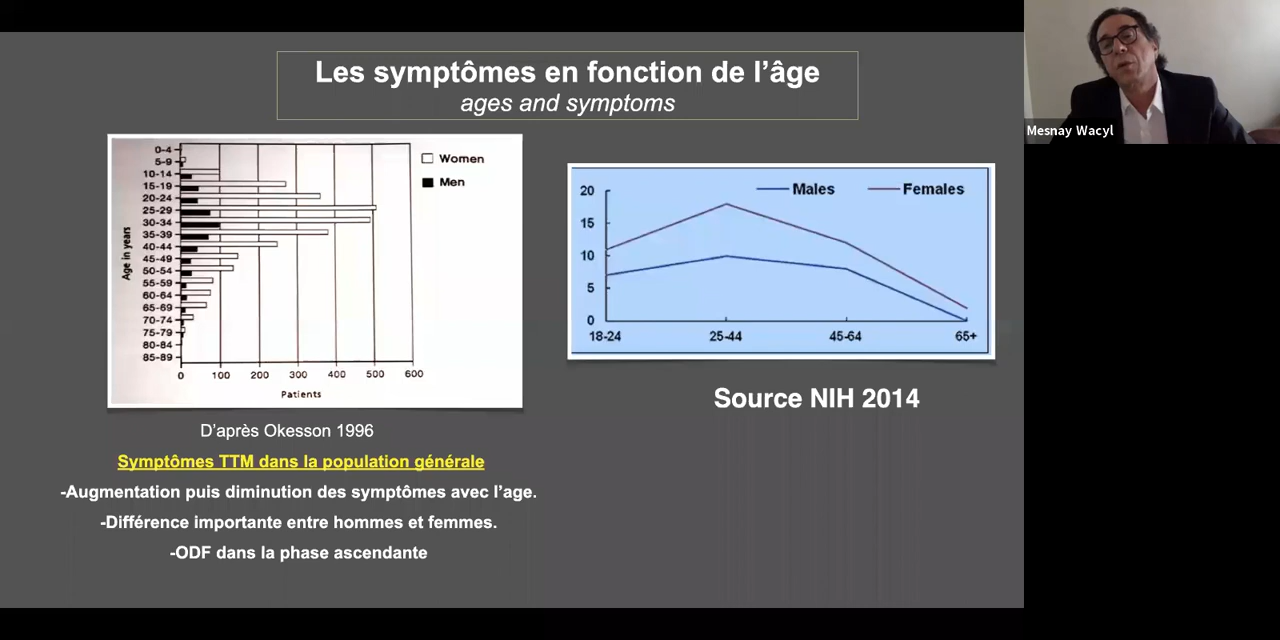 Les symptômes en fonction de l'âge
ages and symptoms
Mesnay Wacyl
Women
Men
Age in years
0-4
5-9
10-14
15-19
20-24
25-29
30-34
35-39
40-44
45-49
50-54
55-59
60-64
65-69
70-74
75-79
80-84
85-89
0 100 200 300 400 500 600
Patients
Males Females
20
15
10
5
0
18-24 25-44 45-64 65+
Source NIH 2014
D'après Okesson 1996
Symptômes TTM dans la population générale
-Augmentation puis diminution des symptômes avec l'age.
-Différence importante entre hommes et femmes.
-ODF dans la phase ascendante